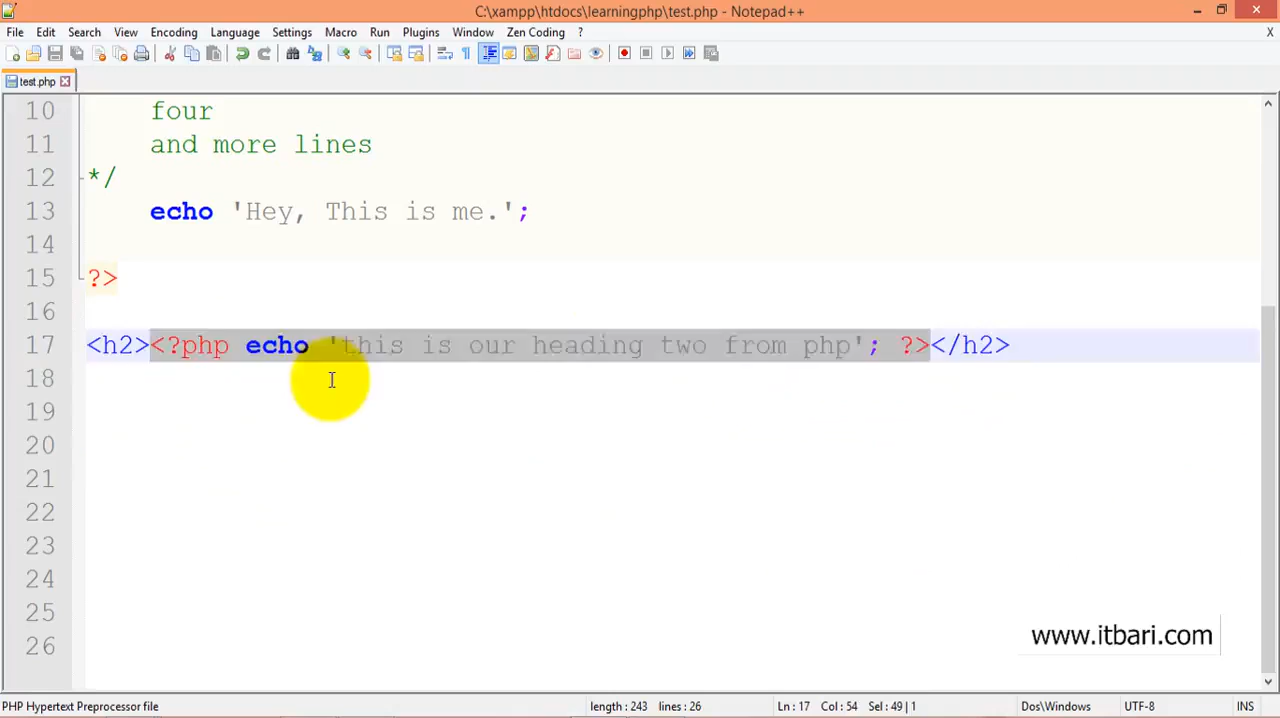 C:\xampp\htdocs\learningphp\test.php - Notepad++
File Edit Search View Encoding Language Settings Macro Run Plugins Window Zen Coding ? X
test.php
10 four
11 and more lines
12 */
13 echo 'Hey, This is me.';
14
15 ?>
16
17 <h2><?php echo 'this is our heading two from php'; ?></h2>
18
19
20
21
22
23
24
25
26
www.itbari.com
PHP Hypertext Preprocessor file length : 243 lines : 26 Ln : 17 Col : 54 Sel : 49 | 1 Dos\Windows UTF-8 INS